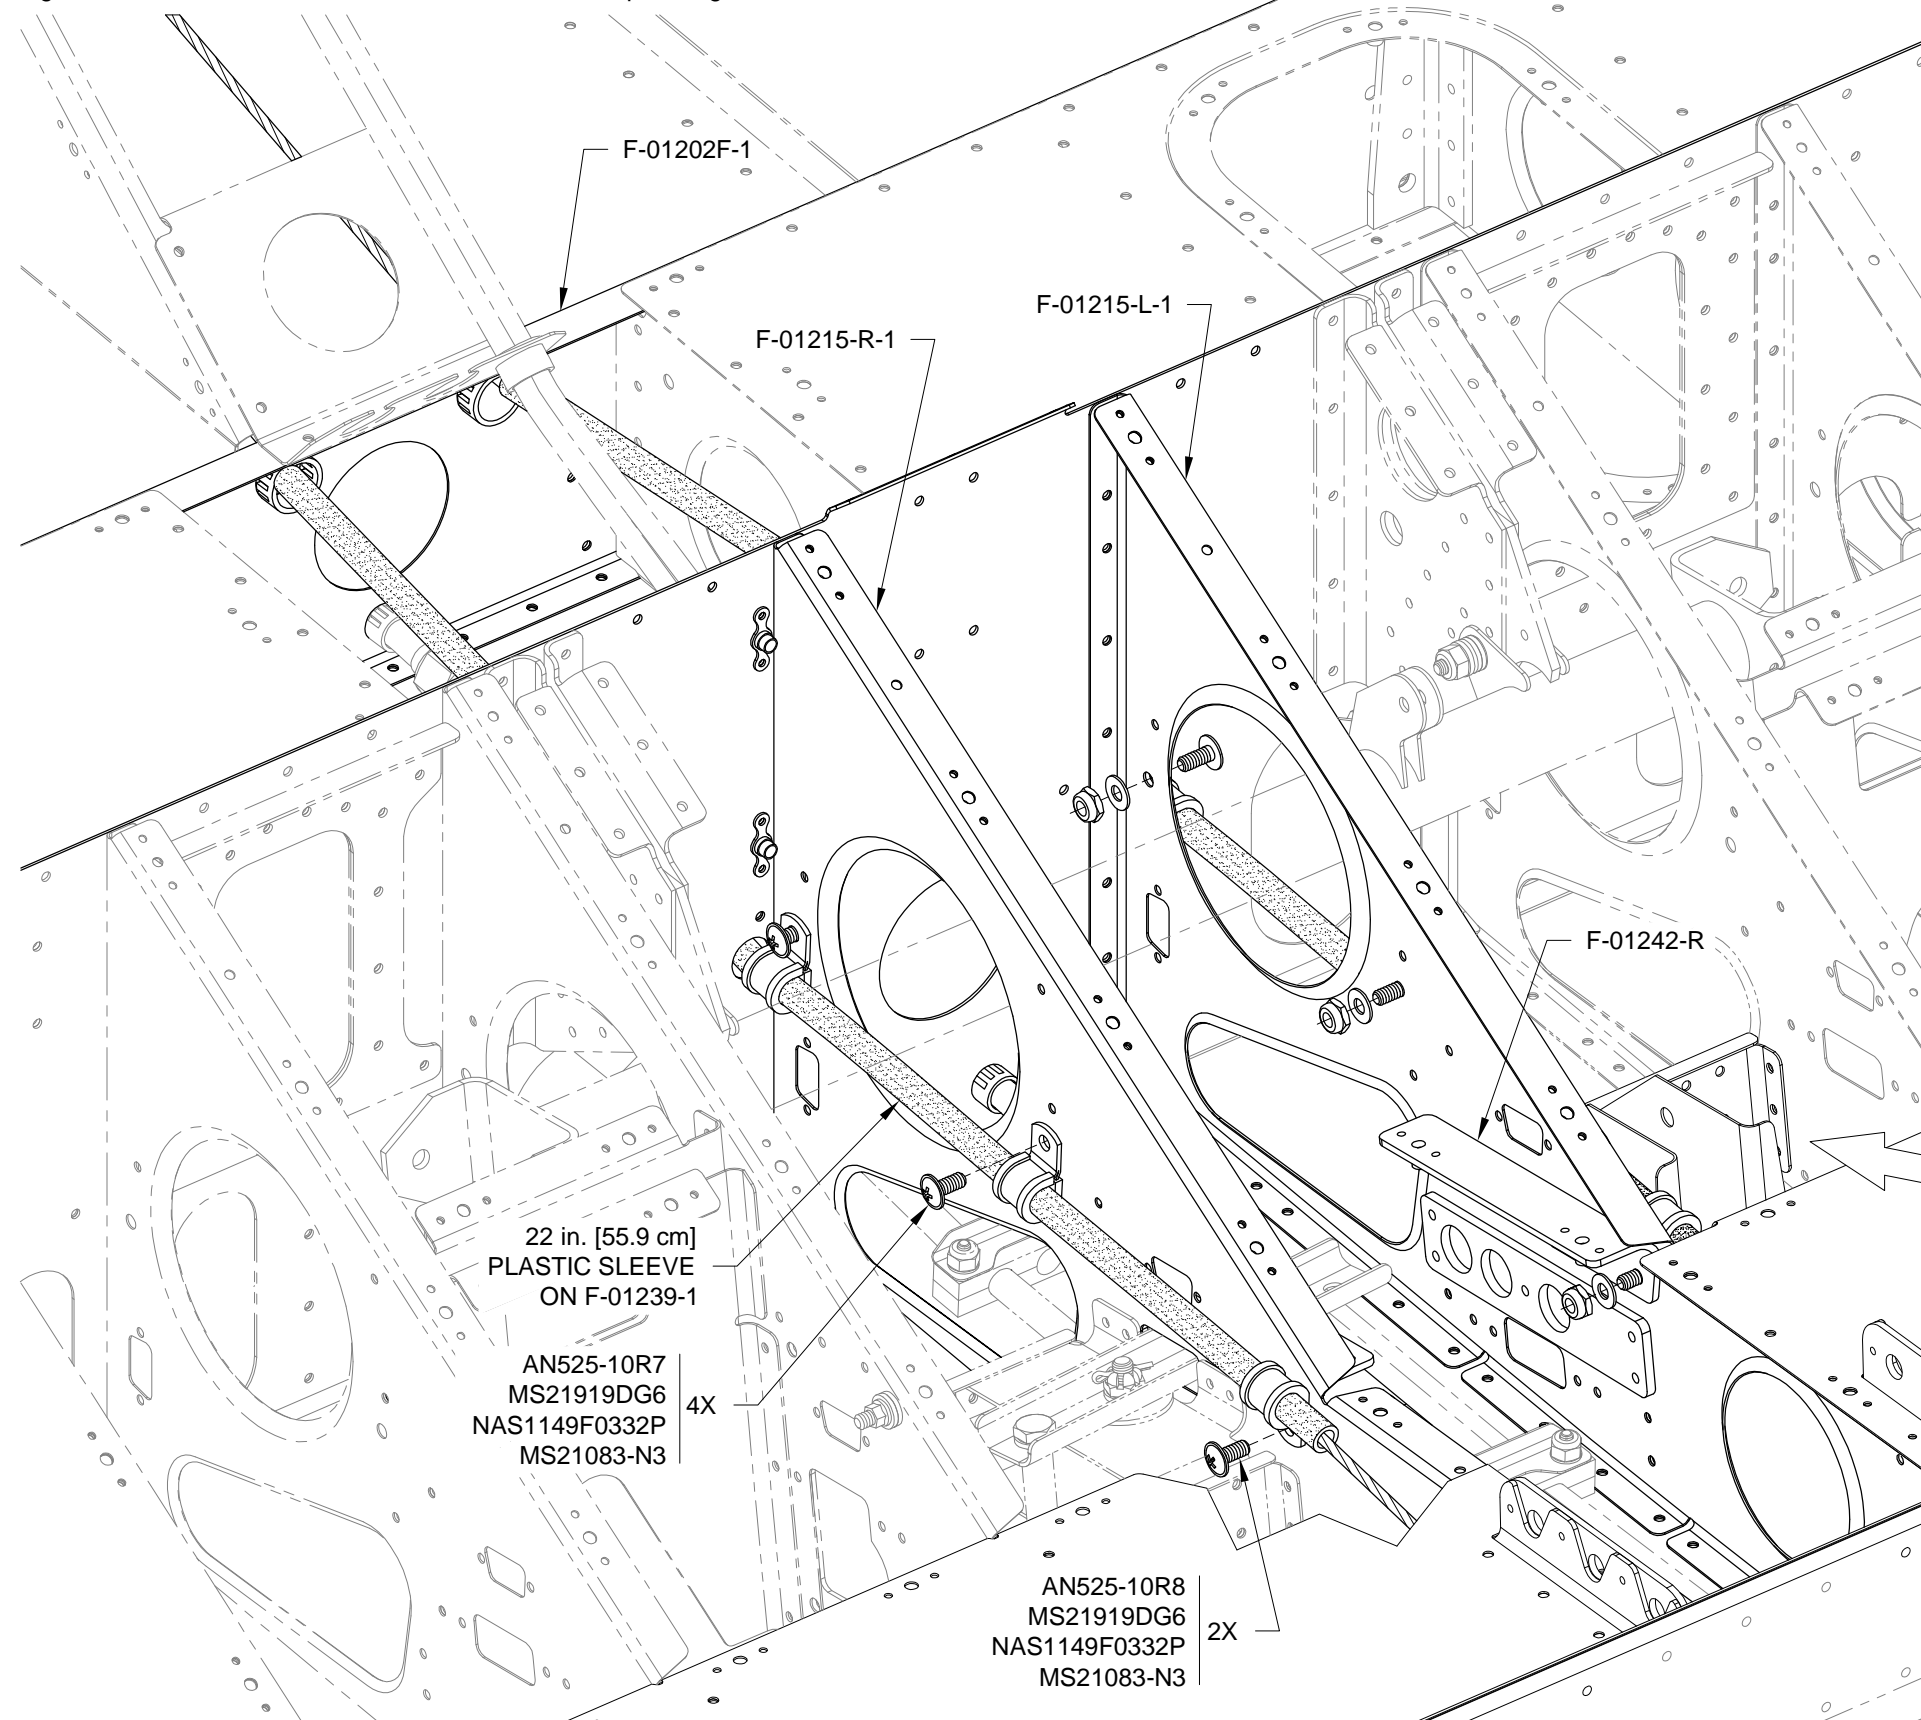 F-01202F-1
F-01215-L-1
F-01215-R-1
F-01242-R
22 in. [55.9 cm]
PLASTIC SLEEVE
ON F-01239-1
AN525-10R7
MS21919DG6
NAS1149F0332P
MS21083-N3
4X
AN525-10R8
MS21919DG6
NAS1149F0332P
MS21083-N3
2X